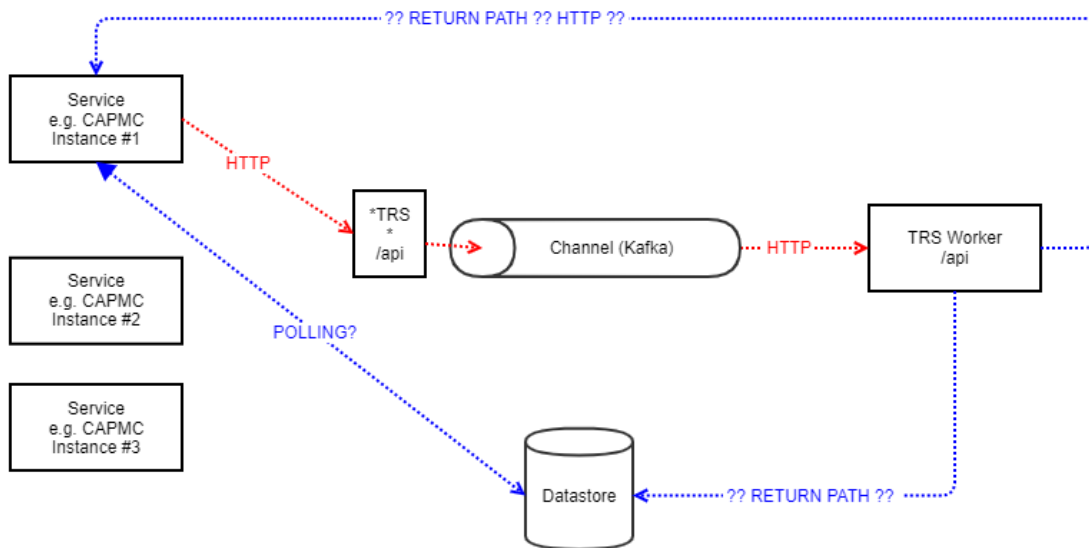 ?? RETURN PATH ?? HTTP ??
Service
e.g. CAPMC
Instance #1
HTTP
*TRS
*
/api
Channel (Kafka)
HTTP
TRS Worker
/api
Service
e.g. CAPMC
Instance #2
POLLING?
Service
e.g. CAPMC
Instance #3
Datastore
?? RETURN PATH ??